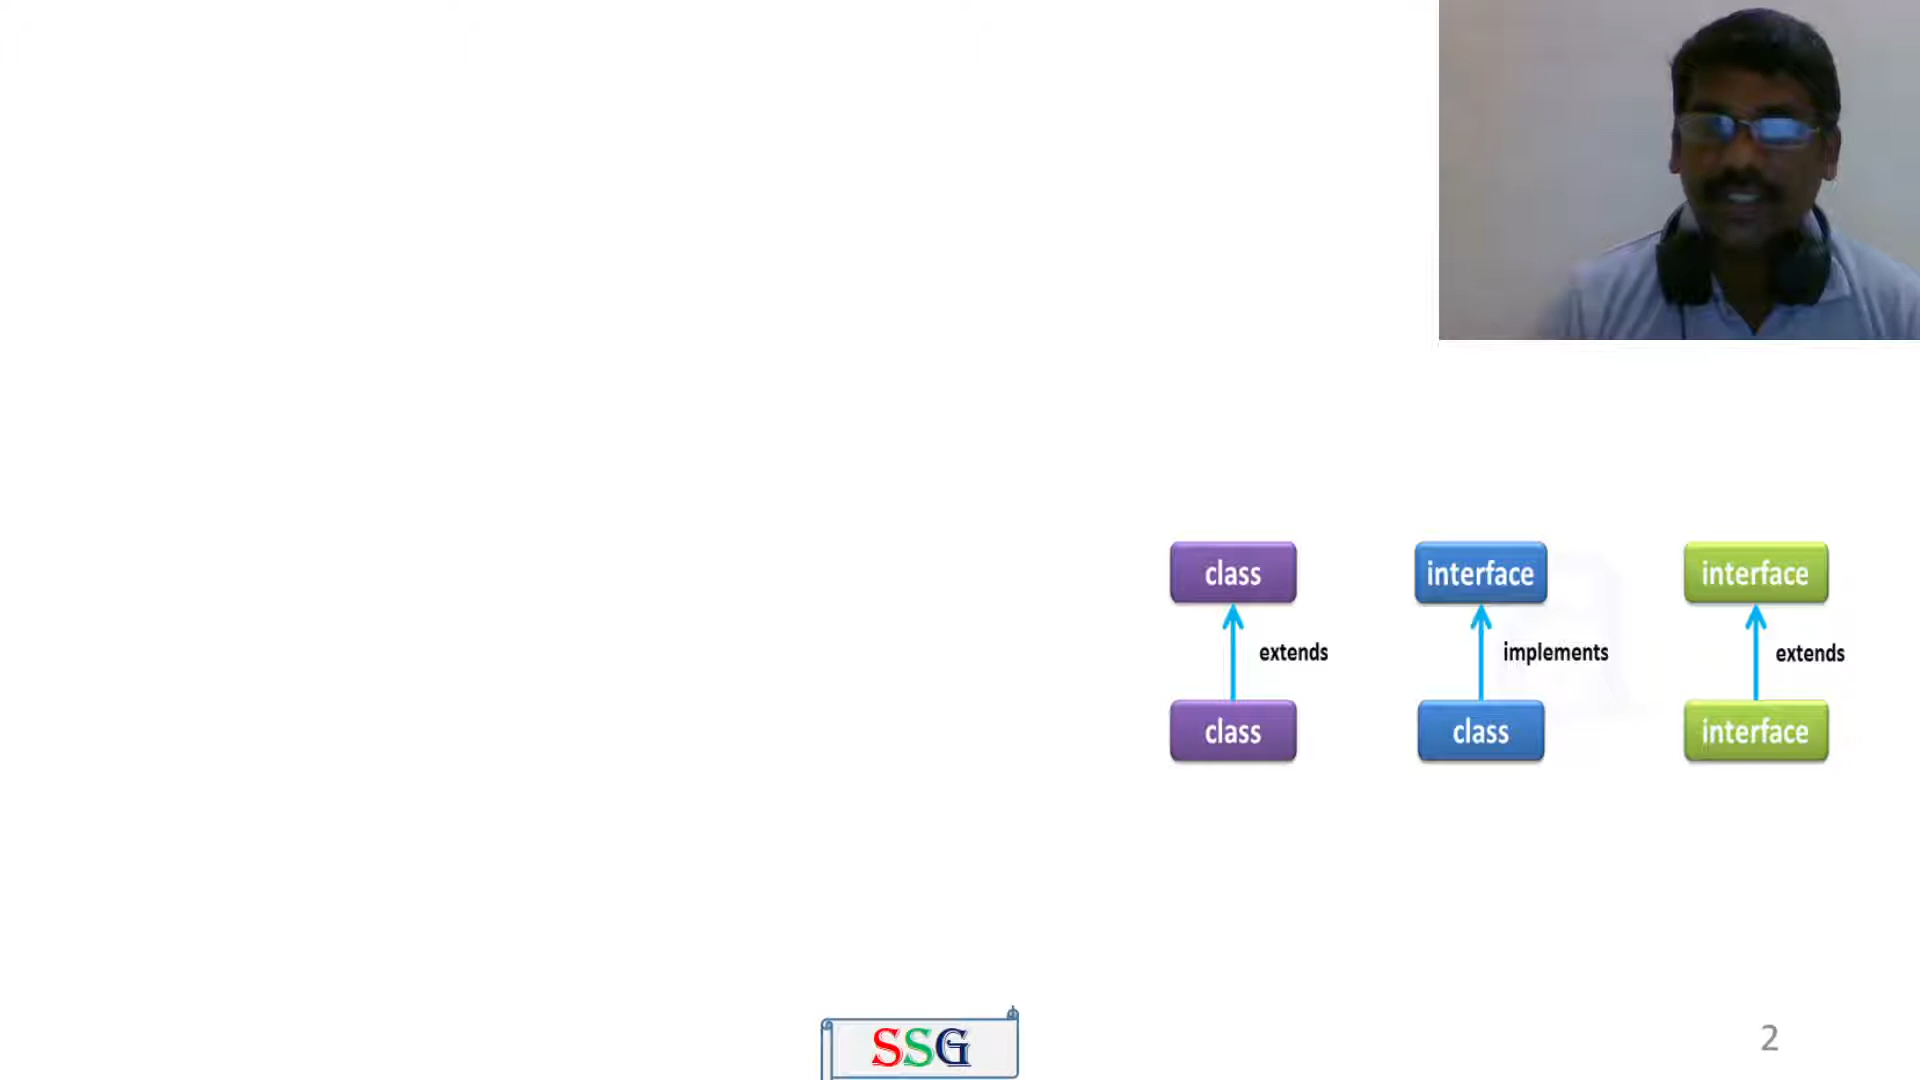 class interface interface
extends implements extends
class class interface
SSG
2